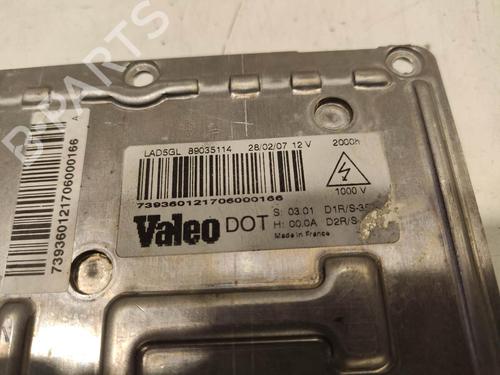 B-PARTS
A
739360121706000166
LAD5GL 89035114 28/02/07 12 V 2000h
739360121706000166
1000 V
Valeo DOT
S: 03.01 D1R/S-35
H: 00.0A D2R/S
Made in France